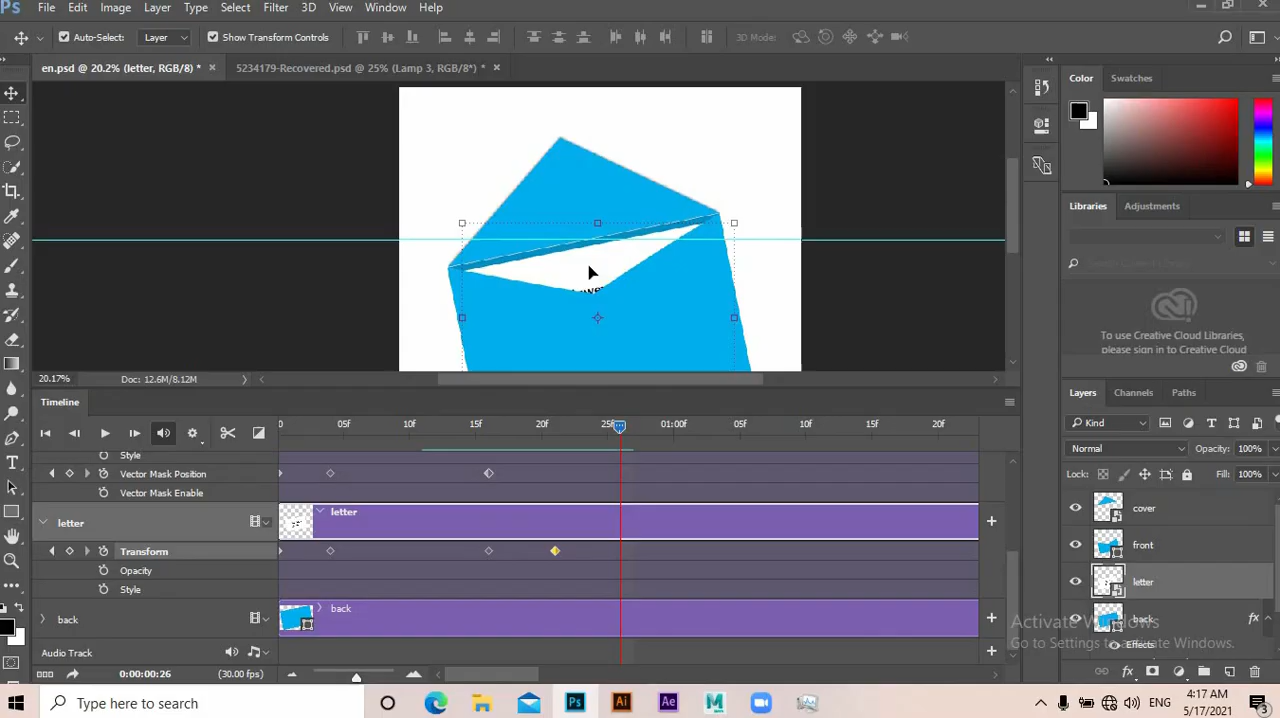 Ps File Edit Image Layer Type Select Filter 3D View Window Help
Auto-Select: Layer Show Transform Controls 3D Mode:
en.psd @ 20.2% (letter, RGB/8) * × 5234179-Recovered.psd @ 25% (Lamp 3, RGB/8*) * ×
Color Swatches
Libraries Adjustments
To use Creative Cloud Libraries,
please sign in to Creative Cloud
20.17% Doc: 12.6M/8.12M
Timeline
Layers Channels Paths
0 05f 10f 15f 20f 25f 01:00f 05f 10f 15f 20f
Kind
Normal Opacity: 100%
Lock: Fill: 100%
Style
Vector Mask Position
Vector Mask Enable
letter letter
Transform
Opacity
Style
back back
Audio Track
0:00:00:26 (30.00 fps)
cover
front
letter
back fx
Effects
Activate Windows
Go to Settings to activate Windows.
Type here to search
Ps Ai Ae M
ENG
4:17 AM
5/17/2021
3